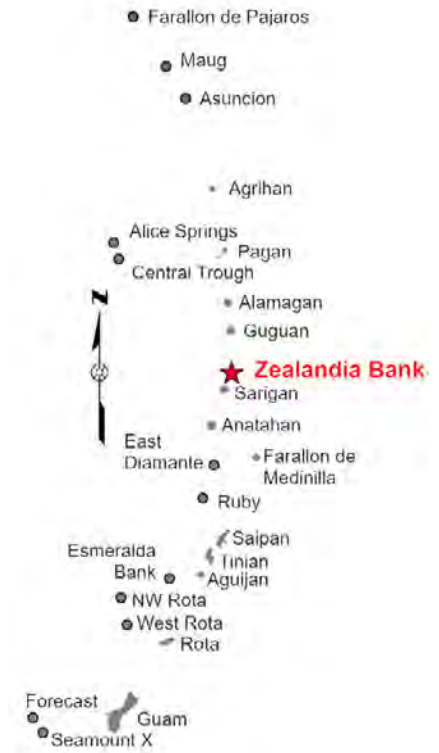 Farallon de Pajaros
Maug
Asuncion
Agrihan
Alice Springs
Pagan
Central Trough
Z
Alamagan
Guguan
Zealandia Bank
Sarigan
Anatahan
East
Diamante
Farallon de
Medinilla
Ruby
Saipan
Esmeralda
Bank
Tinian
Aguijan
NW Rota
West Rota
Rota
Forecast
Guam
Seamount X